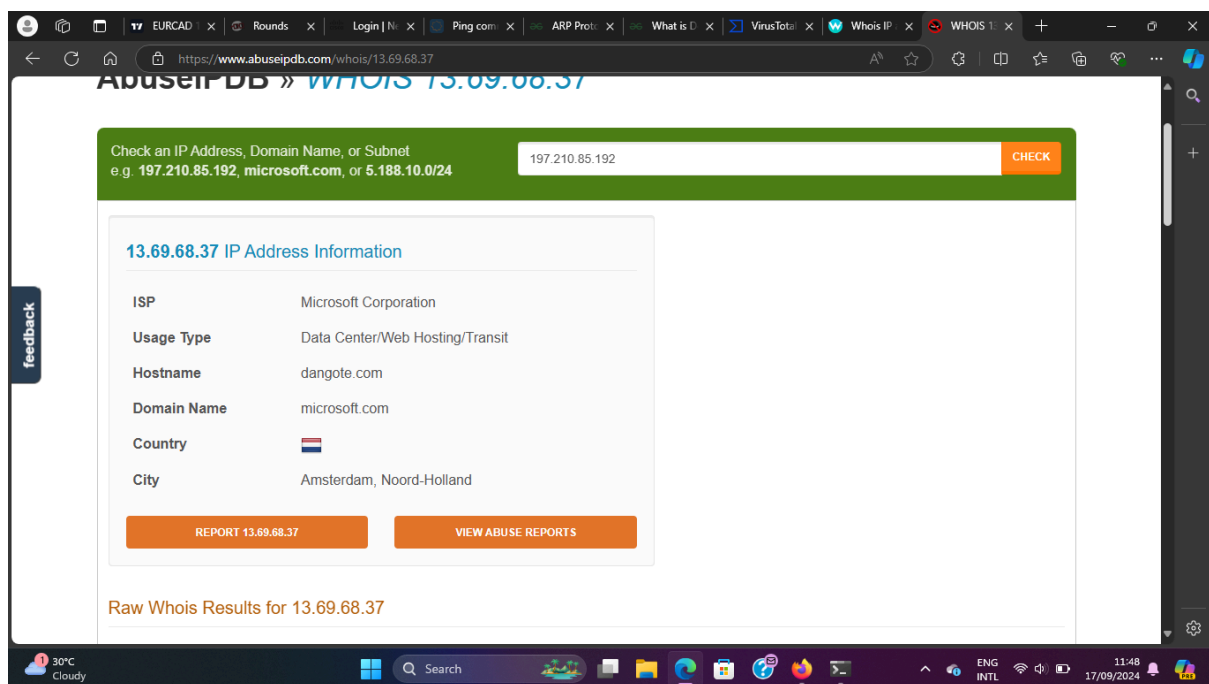 EURCAD 1
Rounds
Login | Ne
Ping com
ARP Proto
What is D
VirusTotal
Whois IP
WHOIS 13
https://www.abuseipdb.com/whois/13.69.68.37
AbuseIPDB » WHOIS 13.69.68.37
Check an IP Address, Domain Name, or Subnet
e.g. 197.210.85.192, microsoft.com, or 5.188.10.0/24
197.210.85.192
CHECK
13.69.68.37 IP Address Information
ISP Microsoft Corporation
Usage Type Data Center/Web Hosting/Transit
Hostname dangote.com
Domain Name microsoft.com
Country
City Amsterdam, Noord-Holland
REPORT 13.69.68.37
VIEW ABUSE REPORTS
feedback
Raw Whois Results for 13.69.68.37
1
30°C
Cloudy
Search
ENG
INTL
11:48
17/09/2024
PRE